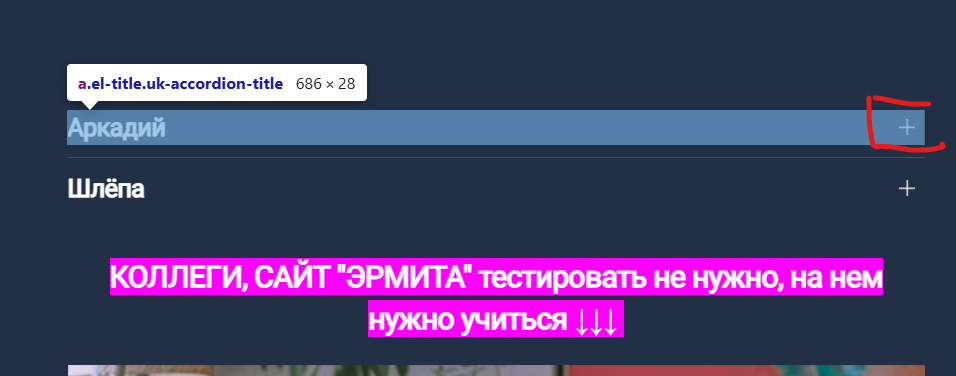 a.el-title.uk-accordion-title 686 × 28
Аркадий
Шлёпа
КОЛЛЕГИ, САЙТ "ЭРМИТА" тестировать не нужно, на нем
нужно учиться ↓↓↓